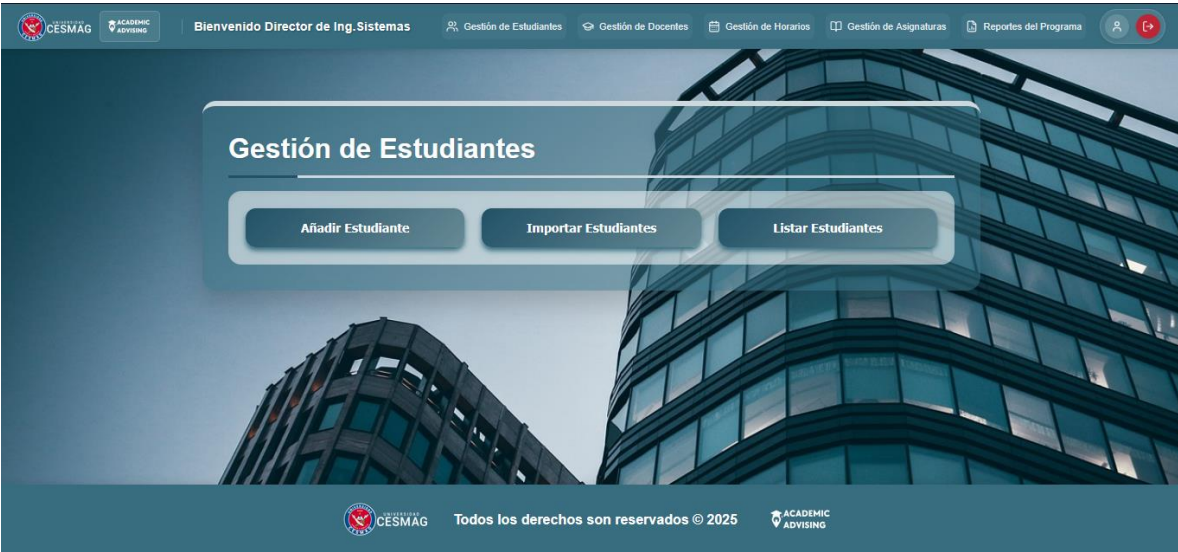 UNIVERSIDAD
CESMAG
ACADEMIC
ADVISING
Bienvenido Director de Ing.Sistemas
Gestión de Estudiantes
Gestión de Docentes
Gestión de Horarios
Gestión de Asignaturas
Reportes del Programa
Gestión de Estudiantes
Añadir Estudiante
Importar Estudiantes
Listar Estudiantes
UNIVERSIDAD
CESMAG
Todos los derechos son reservados © 2025
ACADEMIC
ADVISING